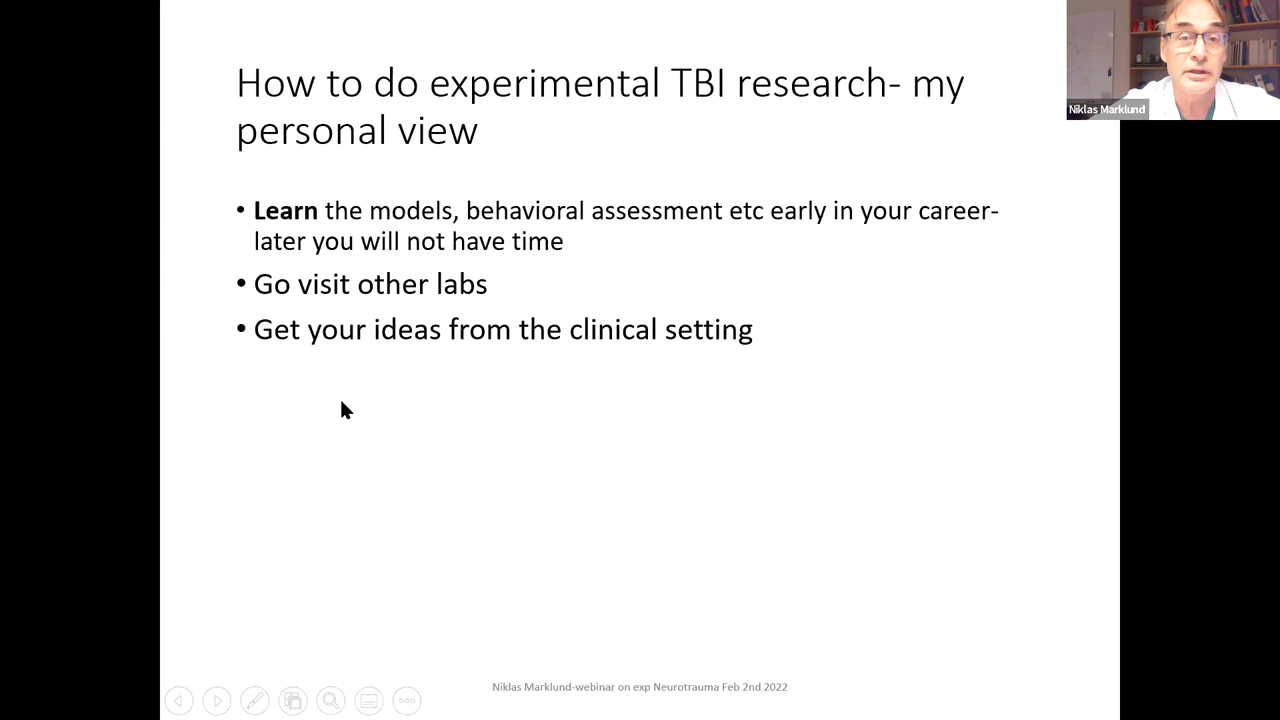 How to do experimental TBI research- my
personal view
• Learn the models, behavioral assessment etc early in your career-
later you will not have time
• Go visit other labs
• Get your ideas from the clinical setting
Niklas Marklund
Niklas Marklund-webinar on exp Neurotrauma Feb 2nd 2022